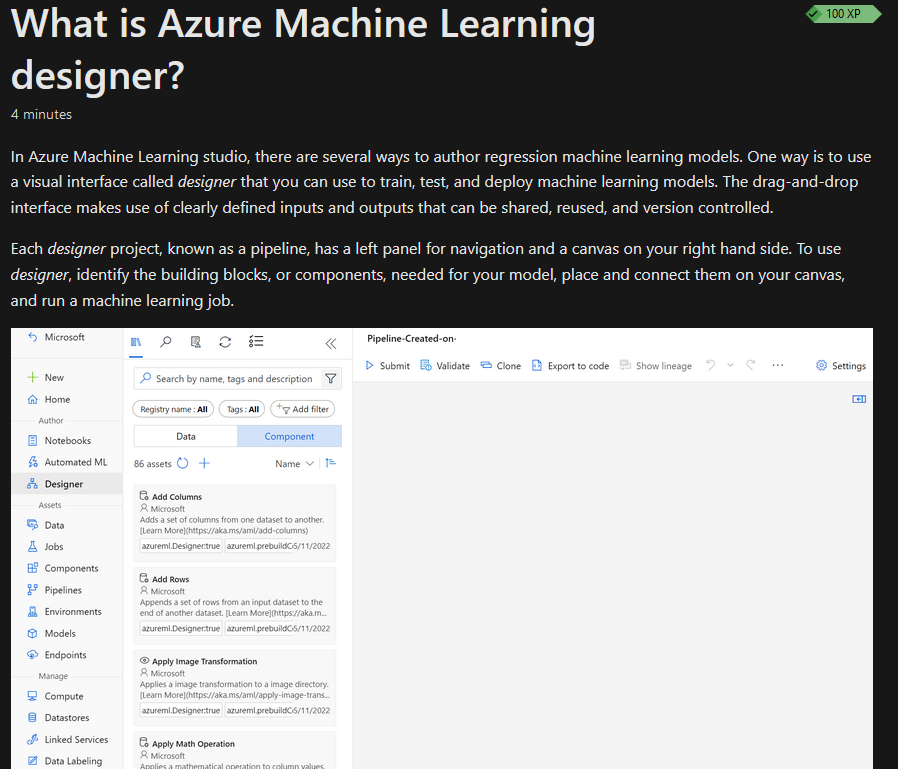 What is Azure Machine Learning
designer?
100 XP
4 minutes
In Azure Machine Learning studio, there are several ways to author regression machine learning models. One way is to use
a visual interface called designer that you can use to train, test, and deploy machine learning models. The drag-and-drop
interface makes use of clearly defined inputs and outputs that can be shared, reused, and version controlled.
Each designer project, known as a pipeline, has a left panel for navigation and a canvas on your right hand side. To use
designer, identify the building blocks, or components, needed for your model, place and connect them on your canvas,
and run a machine learning job.
Microsoft
New
Home
Author
Notebooks
Automated ML
Designer
Assets
Data
Jobs
Components
Pipelines
Environments
Models
Endpoints
Manage
Compute
Datastores
Linked Services
Data Labeling
Search by name, tags and description
Registry name : All
Tags : All
Add filter
Data
Component
86 assets
Name
Add Columns
Microsoft
Adds a set of columns from one dataset to another.
[Learn More](https://aka.ms/aml/add-columns)
azureml.Designer:true azureml.prebuildC 5/11/2022
Add Rows
Microsoft
Appends a set of rows from an input dataset to the
end of another dataset. [Learn More](https://aka.m...
azureml.Designer:true azureml.prebuildC 5/11/2022
Apply Image Transformation
Microsoft
Applies a image transformation to a image directory.
[Learn More](https://aka.ms/aml/apply-image-trans...
azureml.Designer:true azureml.prebuildC 5/11/2022
Apply Math Operation
Microsoft
Applies a mathematical operation to column values.
Pipeline-Created-on-
Submit
Validate
Clone
Export to code
Show lineage
...
Settings